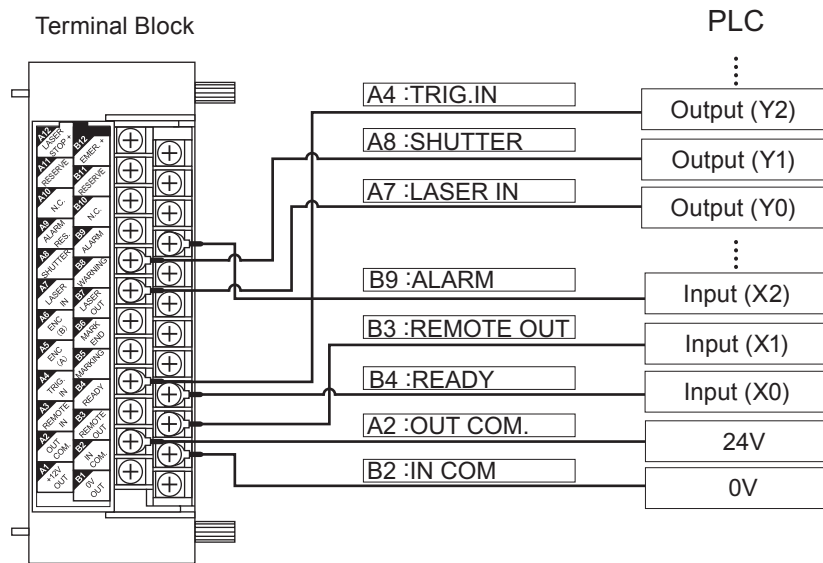 Terminal Block
PLC
A4 :TRIG.IN
Output (Y2)
A8 :SHUTTER
Output (Y1)
A7 :LASER IN
Output (Y0)
B9 :ALARM
Input (X2)
B3 :REMOTE OUT
Input (X1)
B4 :READY
Input (X0)
A2 :OUT COM.
24V
B2 :IN COM
0V
A12
LASER
STOP +
B12
EMER. +
A11
RESERVE
B11
RESERVE
A10
N.C.
B10
N.C.
A9
ALARM
RES.
B9
ALARM
A8
SHUTTER
B8
WARNING
A7
LASER
IN
B7
LASER
OUT
A6
ENC
(B)
B6
MARK
END
A5
ENC
(A)
B5
MARKING
A4
TRIG.
IN
B4
READY
A3
REMOTE
IN
B3
REMOTE
OUT
A2
OUT
COM.
B2
IN
COM.
A1
+12V
OUT
B1
0V
OUT